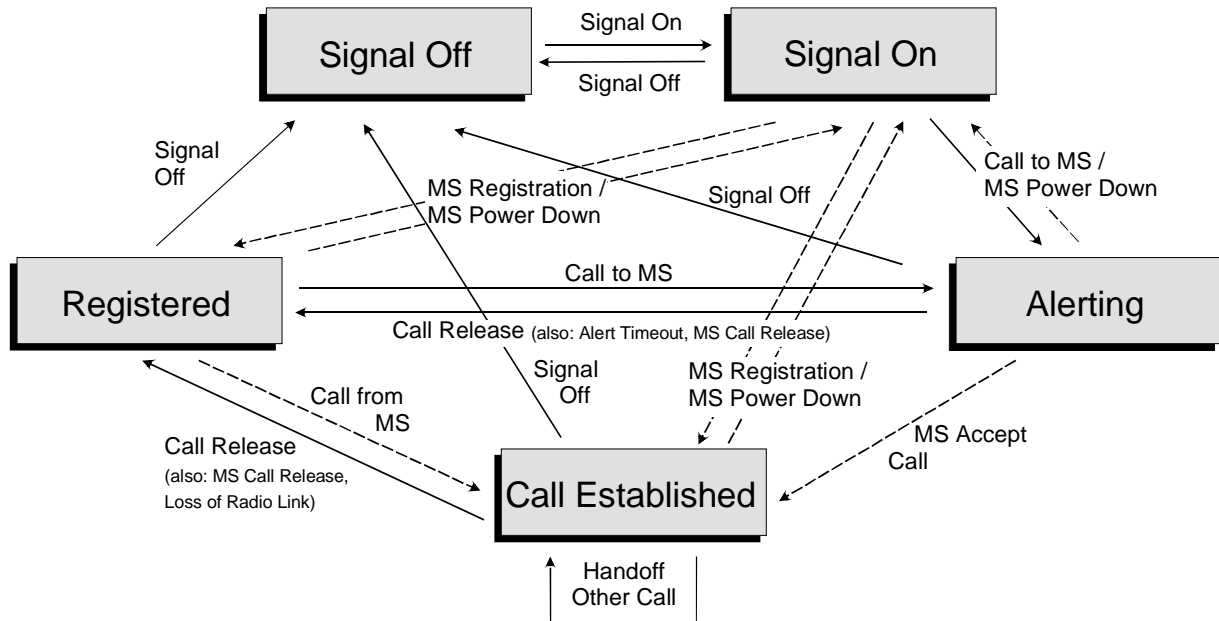 Signal Off
Signal On
Signal On
Signal Off
Signal
Off
MS Registration /
MS Power Down
Signal Off
Call to MS /
MS Power Down
Registered
Call to MS
Alerting
Call Release (also: Alert Timeout, MS Call Release)
Call from
MS
Signal
Off
MS Registration /
MS Power Down
MS Accept
Call
Call Release
(also: MS Call Release,
Loss of Radio Link)
Call Established
Handoff
Other Call